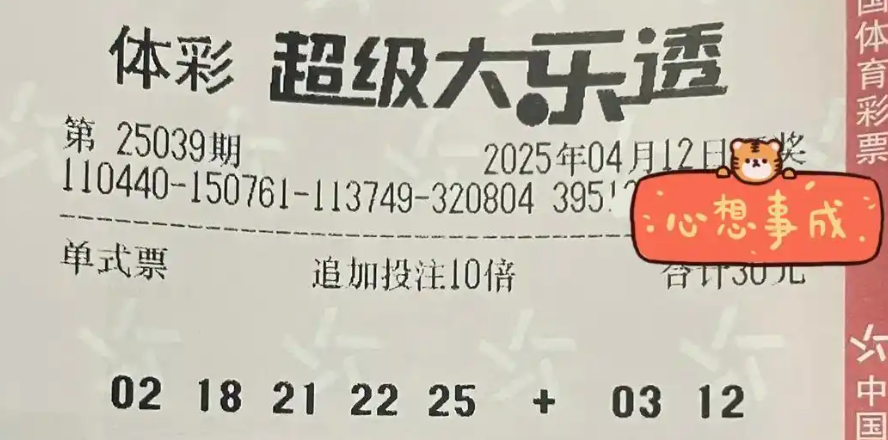 体彩 超级大乐透
第 25039期 2025年04月12日 奖
110440-150761-113749-320804 395
心想事成
单式票 追加投注10倍 合计30元
02 18 21 22 25 + 03 12
国体育彩票
中国